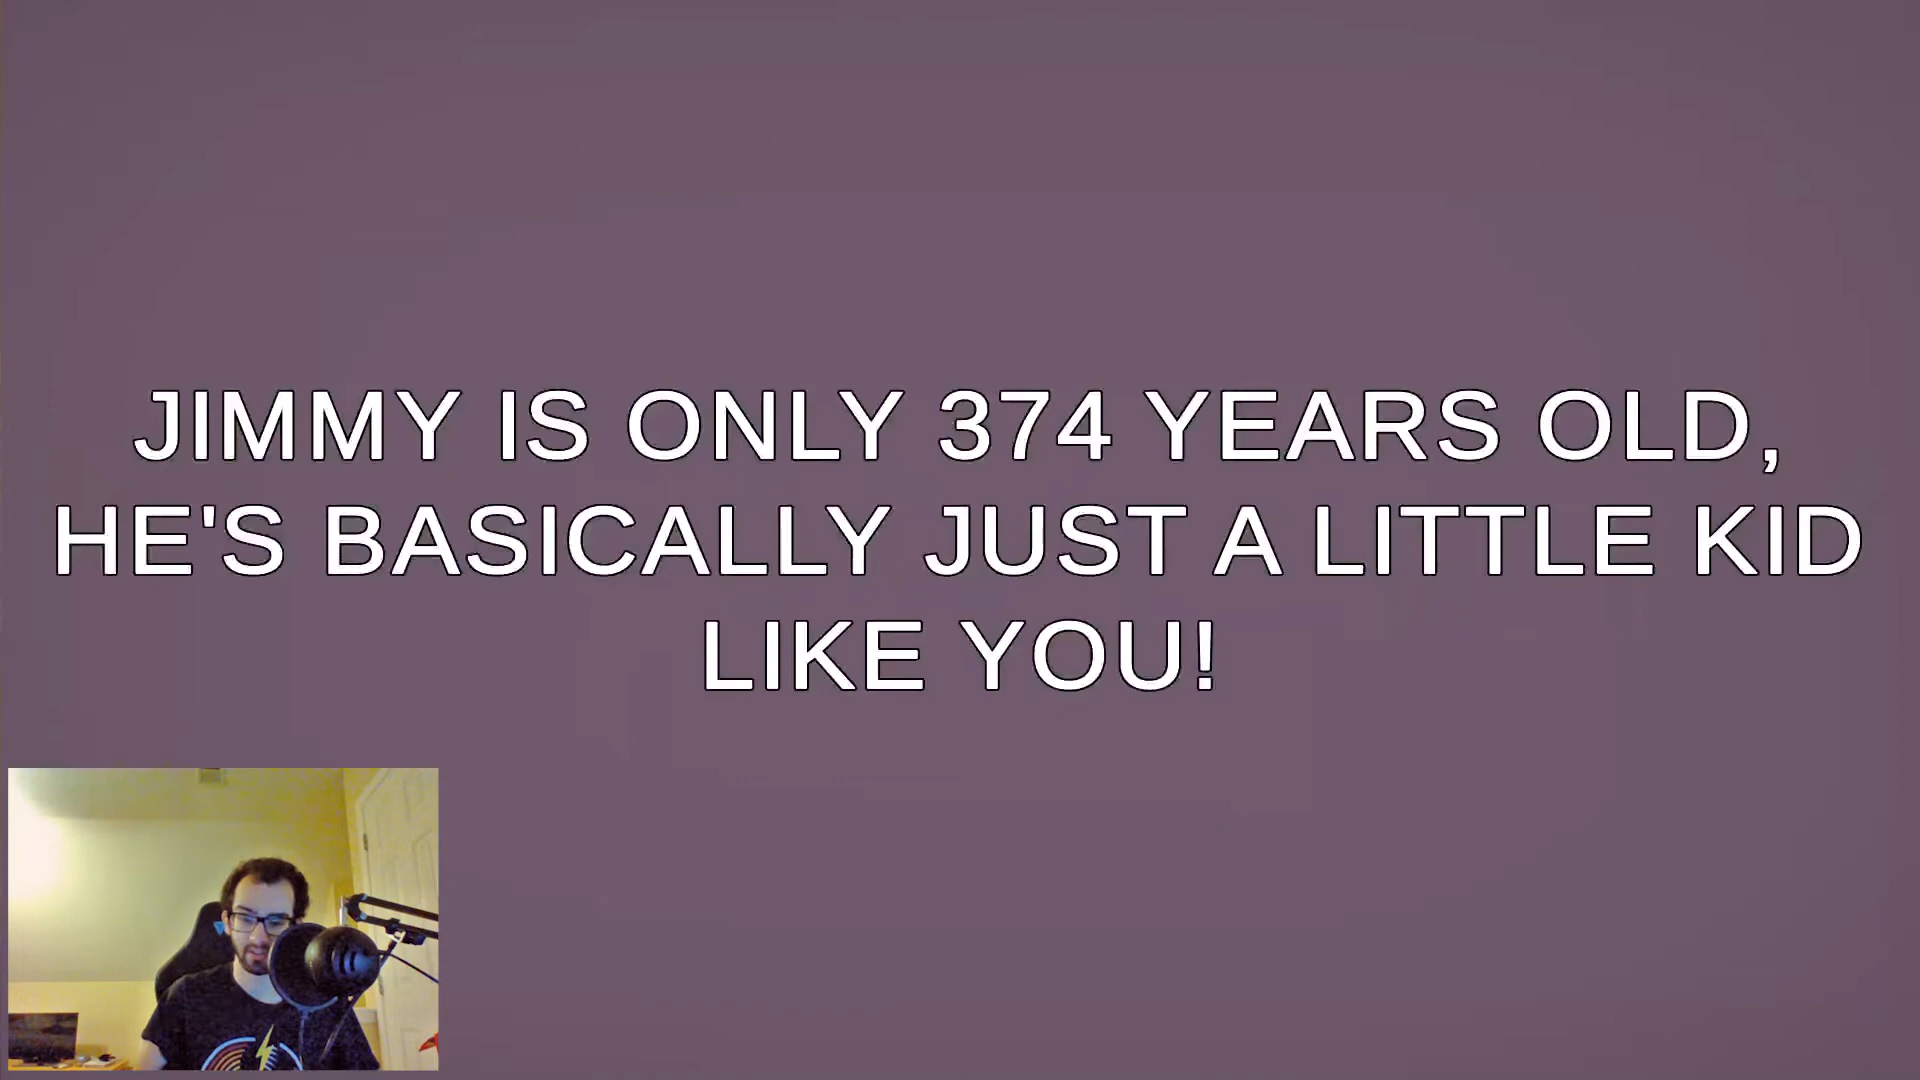 JIMMY IS ONLY 374 YEARS OLD,
HE'S BASICALLY JUST A LITTLE KID
LIKE YOU!